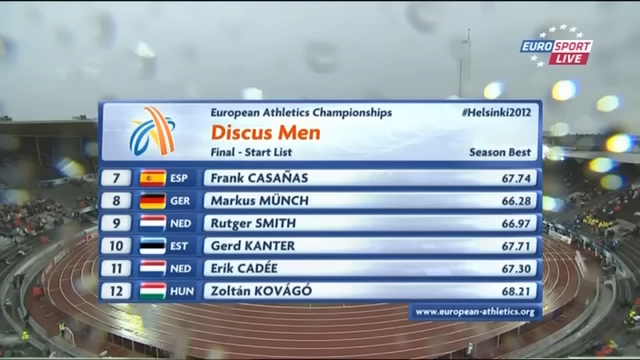 EUROSPORT
LIVE
European Athletics Championships #Helsinki2012
Discus Men
Final - Start List Season Best
7 ESP Frank CASAÑAS 67.74
8 GER Markus MÜNCH 66.28
9 NED Rutger SMITH 66.97
10 EST Gerd KANTER 67.71
11 NED Erik CADÉE 67.30
12 HUN Zoltán KOVÁGÓ 68.21
www.european-athletics.org